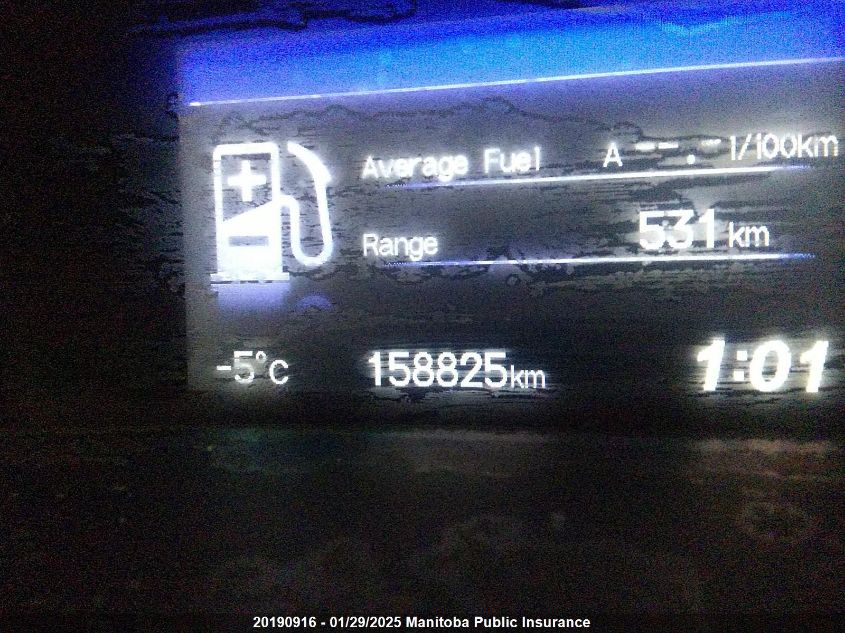 Average Fuel A --.- l/100km
Range 531 km
-5°C 158825km 1:01
20190916 - 01/29/2025 Manitoba Public Insurance